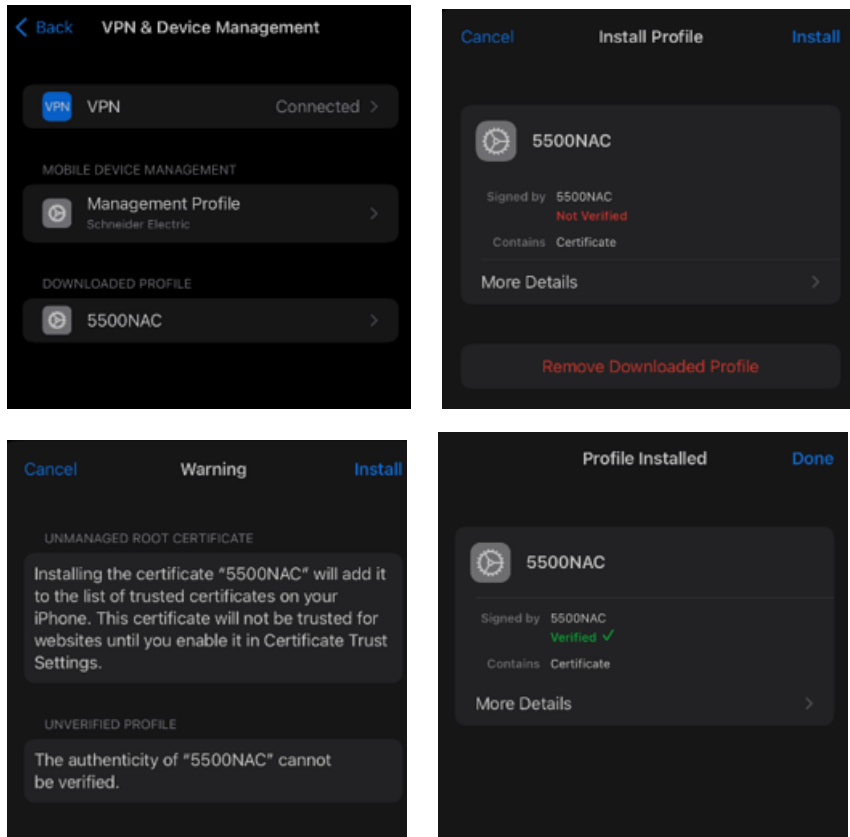 Back VPN & Device Management
VPN VPN Connected
MOBILE DEVICE MANAGEMENT
Management Profile
Schneider Electric
DOWNLOADED PROFILE
5500NAC
Cancel Install Profile Install
5500NAC
Signed by 5500NAC
Not Verified
Contains Certificate
More Details
Remove Downloaded Profile
Cancel Warning Install
UNMANAGED ROOT CERTIFICATE
Installing the certificate "5500NAC" will add it
to the list of trusted certificates on your
iPhone. This certificate will not be trusted for
websites until you enable it in Certificate Trust
Settings.
UNVERIFIED PROFILE
The authenticity of "5500NAC" cannot
be verified.
Profile Installed Done
5500NAC
Signed by 5500NAC
Verified ✓
Contains Certificate
More Details